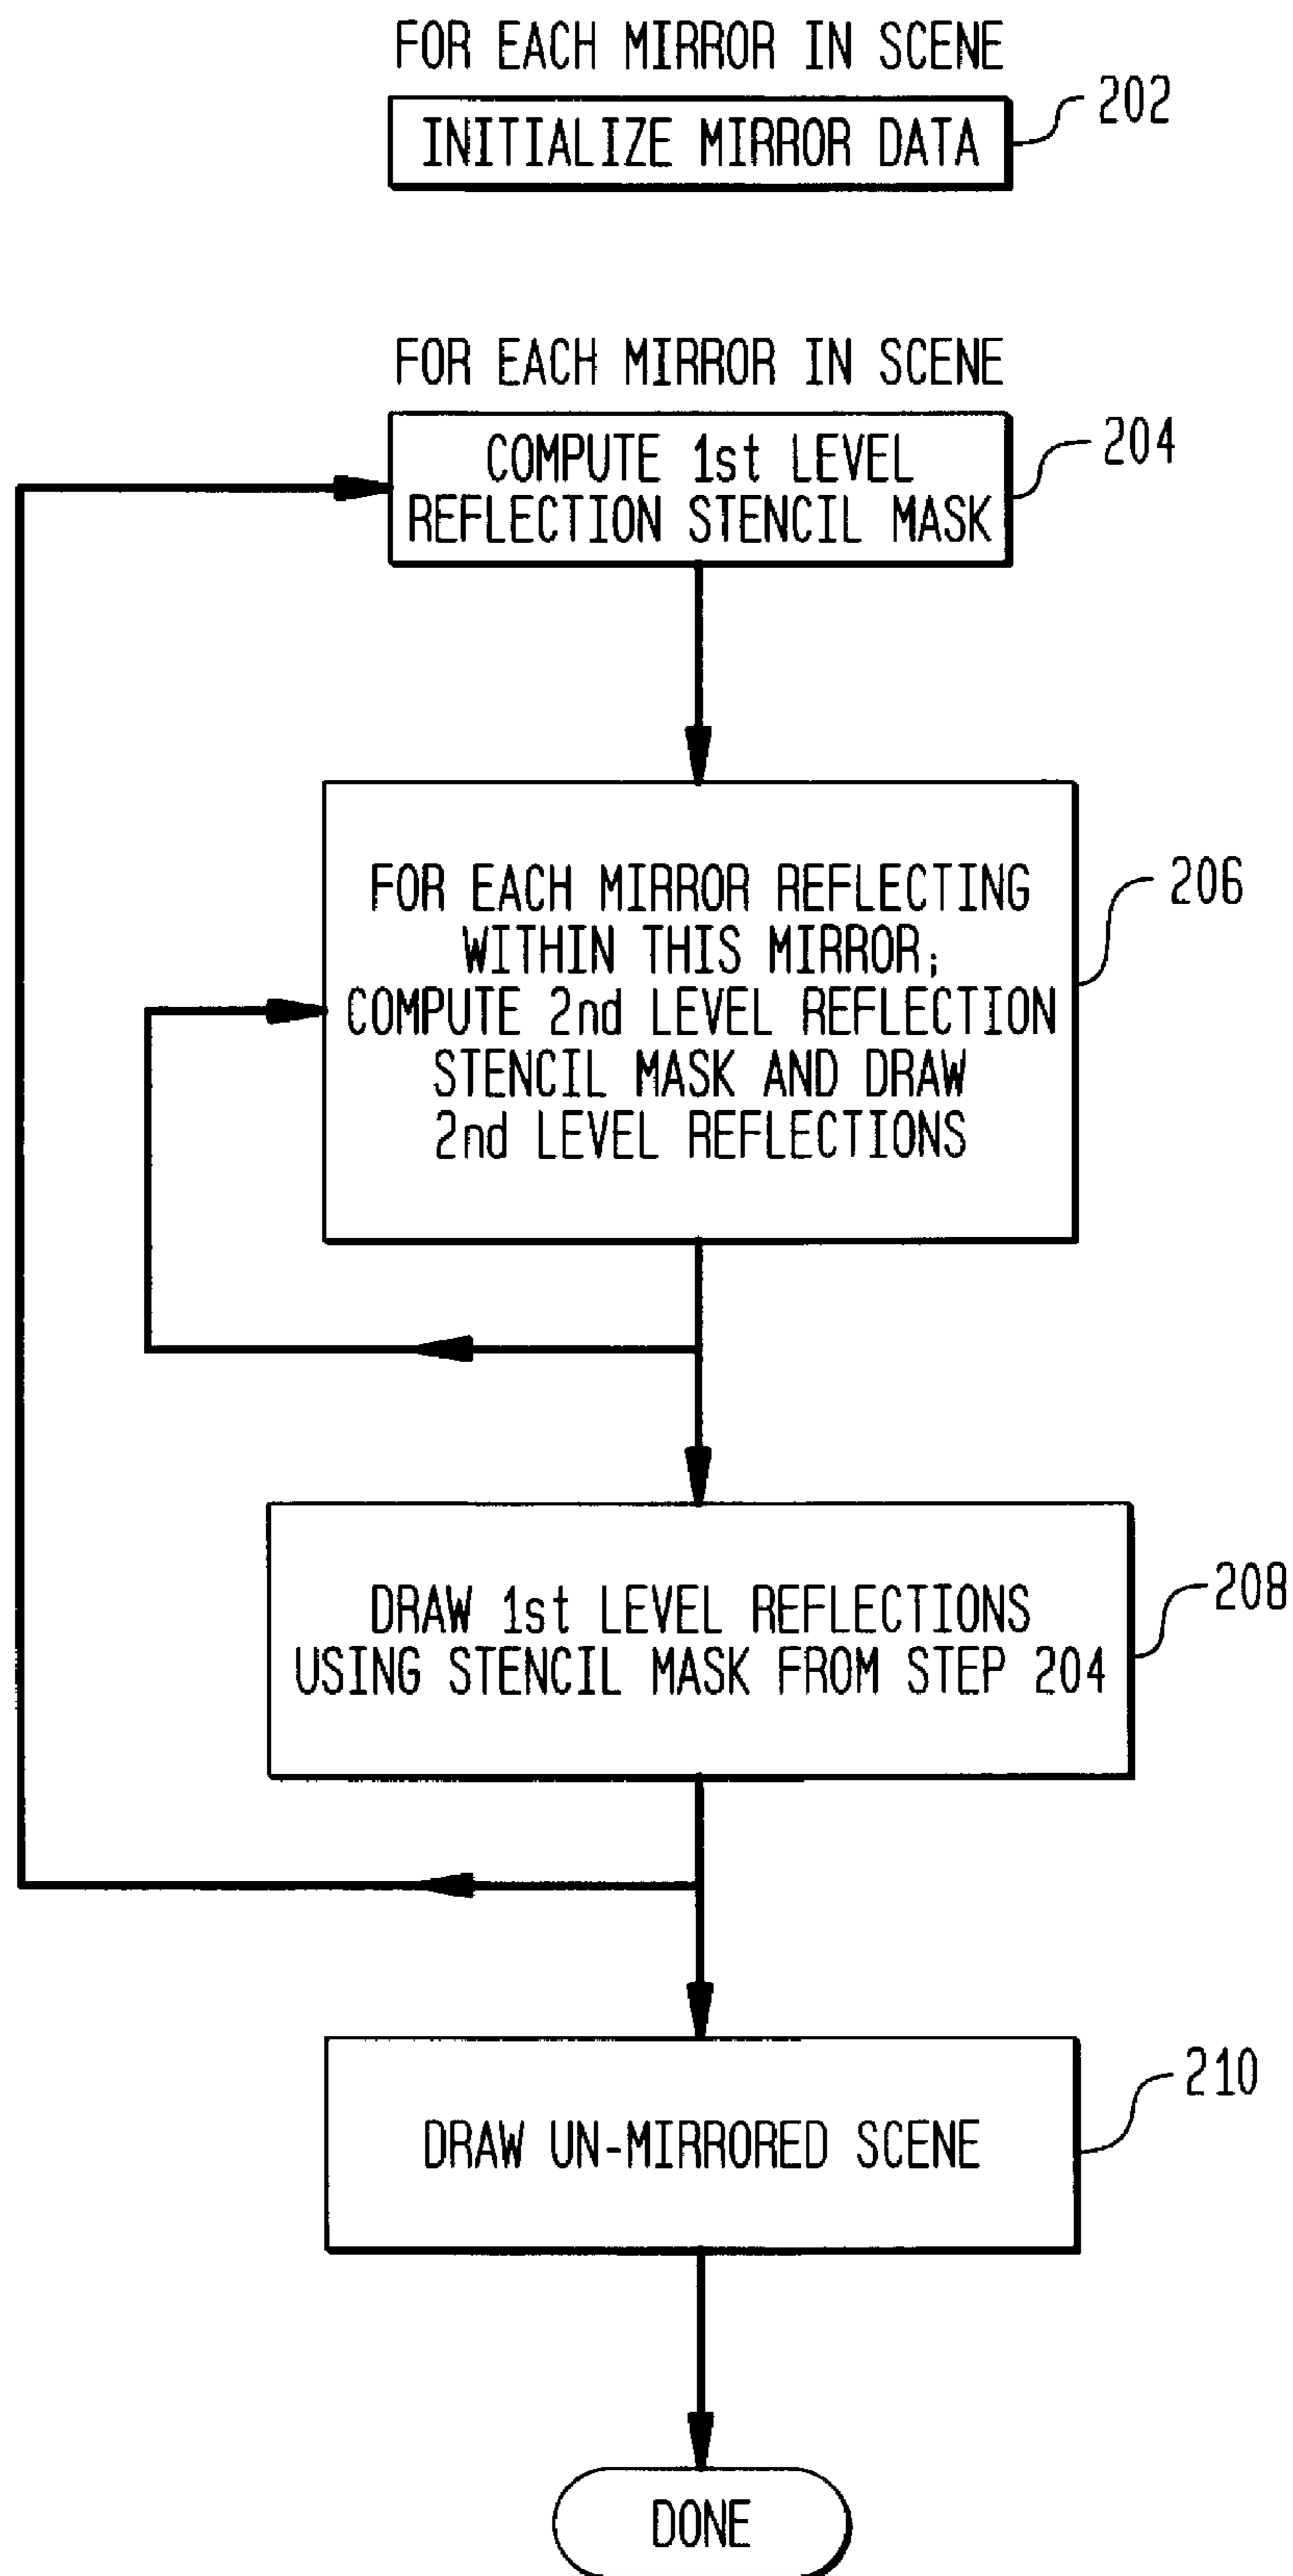 FOR EACH MIRROR IN SCENE
INITIALIZE MIRROR DATA
202
FOR EACH MIRROR IN SCENE
COMPUTE 1st LEVEL
REFLECTION STENCIL MASK
204
FOR EACH MIRROR REFLECTING
WITHIN THIS MIRROR;
COMPUTE 2nd LEVEL REFLECTION
STENCIL MASK AND DRAW
2nd LEVEL REFLECTIONS
206
DRAW 1st LEVEL REFLECTIONS
USING STENCIL MASK FROM STEP 204
208
DRAW UN-MIRRORED SCENE
210
DONE